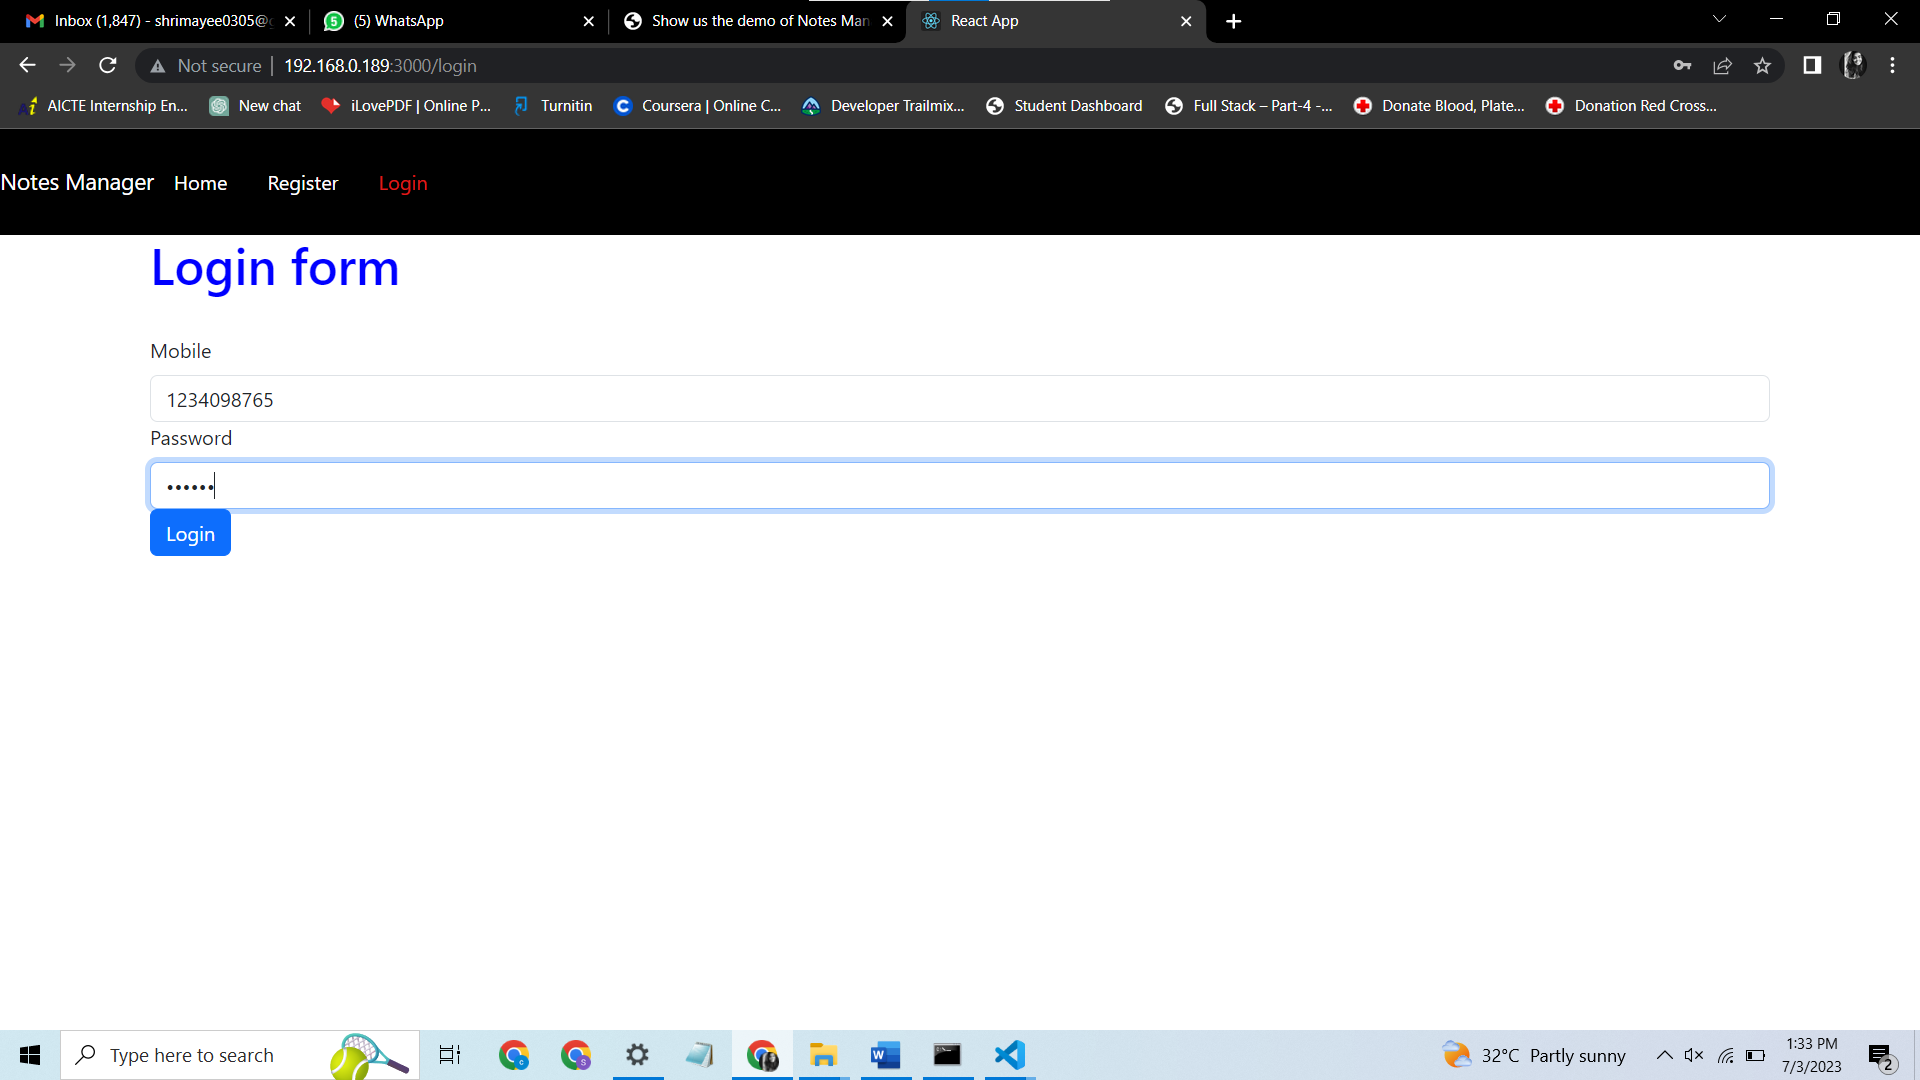 Inbox (1,847) - shrimayee0305@g
(5) WhatsApp
Show us the demo of Notes Man
React App
Not secure
192.168.0.189:3000/login
AICTE Internship En...
New chat
iLovePDF | Online P...
Turnitin
Coursera | Online C...
Developer Trailmix...
Student Dashboard
Full Stack – Part-4 -...
Donate Blood, Plate...
Donation Red Cross...
Notes Manager
Home
Register
Login
Login form
Mobile
1234098765
Password
••••••
Login
Type here to search
32°C Partly sunny
1:33 PM
7/3/2023
2